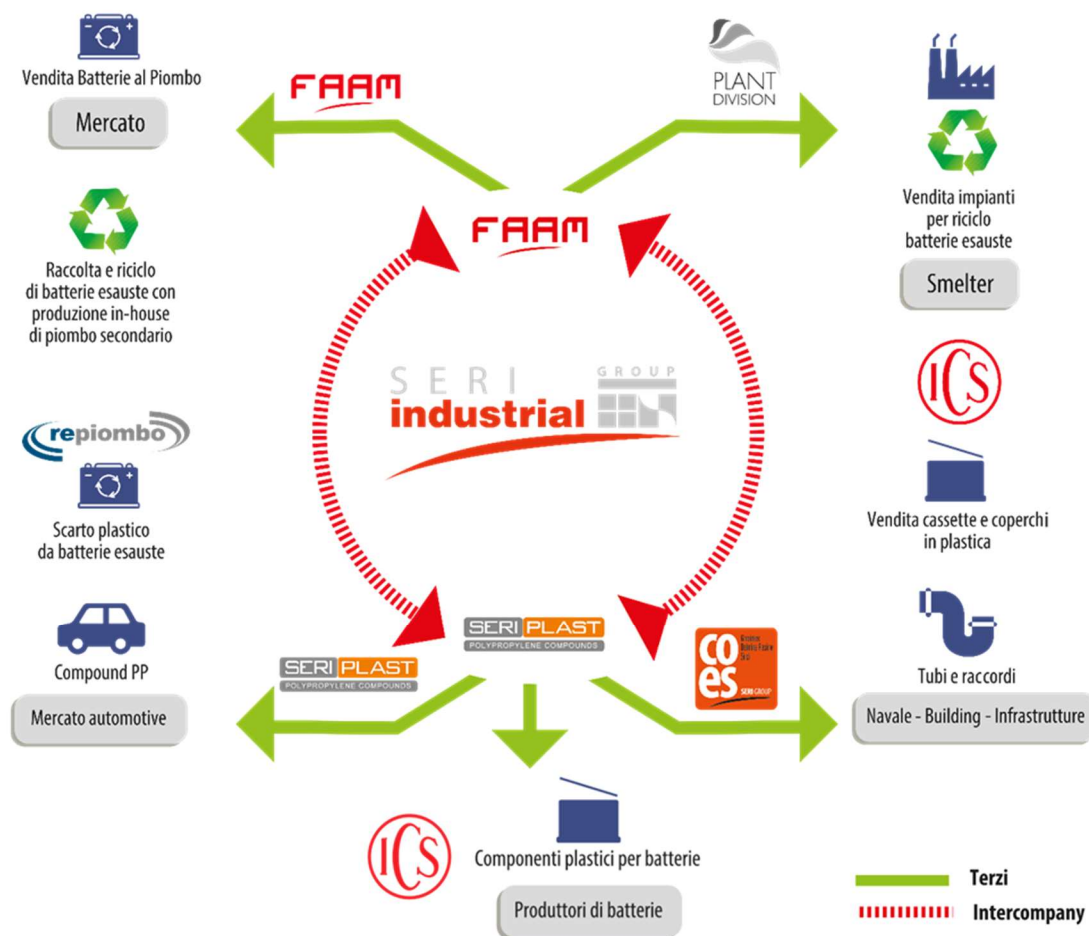 Vendita Batterie al Piombo
Mercato
FAAM
PLANT
DIVISION
Vendita impianti
per riciclo
batterie esauste
Smelter
FAAM
Raccolta e riciclo
di batterie esauste con
produzione in-house
di piombo secondario
SERI
industrial
GROUP
ICS
Vendita cassette e coperchi
in plastica
repiombo
Scarto plastico
da batterie esauste
Compound PP
Mercato automotive
SERI PLAST
POLYPROPYLENE COMPOUNDS
SERI PLAST
POLYPROPYLENE COMPOUNDS
co
es
SERI GROUP
Tubi e raccordi
Navale - Building - Infrastrutture
ICS
Componenti plastici per batterie
Produttori di batterie
Terzi
Intercompany